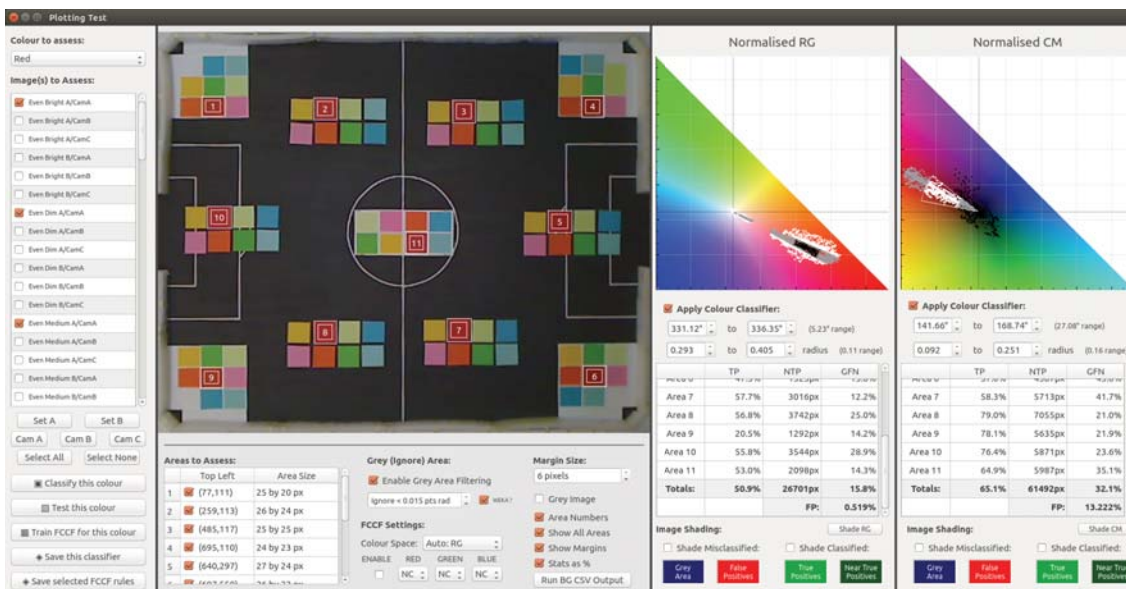 Plotting Test
Colour to assess:
Red
Image(s) to Assess:
Even Bright A/CamA
Even Bright A/CamB
Even Bright A/CamC
Even Bright B/CamA
Even Bright B/CamB
Even Bright B/CamC
Even Dim A/CamA
Even Dim A/CamB
Even Dim A/CamC
Even Dim B/CamA
Even Dim B/CamB
Even Dim B/CamC
Even Medium A/CamA
Even Medium A/CamB
Even Medium A/CamC
Even Medium B/CamA
Even Medium B/CamB
Set A Set B
Cam A Cam B Cam C
Select All Select None
Classify this colour
Test this colour
Train FCCF for this colour
Save this classifier
Save selected FCCF rules
1
2
3
4
10
11
5
8
7
9
6
Areas to Assess:
Top Left Area Size
1 (77,111) 25 by 20 px
2 (259,113) 26 by 24 px
3 (485,117) 25 by 25 px
4 (695,110) 24 by 23 px
5 (640,297) 27 by 24 px
Grey (Ignore) Area:
Enable Grey Area Filtering
Ignore < 0.015 pts rad WEKA?
FCCF Settings:
Colour Space: Auto: RG
ENABLE RED GREEN BLUE
NC NC NC
Margin Size:
6 pixels
Grey Image
Area Numbers
Show All Areas
Show Margins
Stats as %
Run BG CSV Output
Normalised RG
Apply Colour Classifier:
331.12° to 336.35° (5.23° range)
0.293 to 0.405 radius (0.11 range)
TP NTP GFN
Area 7 57.7% 3016px 12.2%
Area 8 56.8% 3742px 25.0%
Area 9 20.5% 1292px 14.2%
Area 10 55.8% 3544px 28.9%
Area 11 53.0% 2098px 14.3%
Totals: 50.9% 26701px 15.8%
FP: 0.519%
Image Shading: Shade RG
Shade Misclassified: Shade Classified:
Grey Area
False Positives
True Positives
Near True Positives
Normalised CM
Apply Colour Classifier:
141.66° to 168.74° (27.08° range)
0.092 to 0.251 radius (0.16 range)
TP NTP GFN
Area 7 58.3% 5713px 41.7%
Area 8 79.0% 7055px 21.0%
Area 9 78.1% 5635px 21.9%
Area 10 76.4% 5871px 23.6%
Area 11 64.9% 5987px 35.1%
Totals: 65.1% 61492px 32.1%
FP: 13.222%
Image Shading: Shade CM
Shade Misclassified: Shade Classified:
Grey Area
False Positives
True Positives
Near True Positives